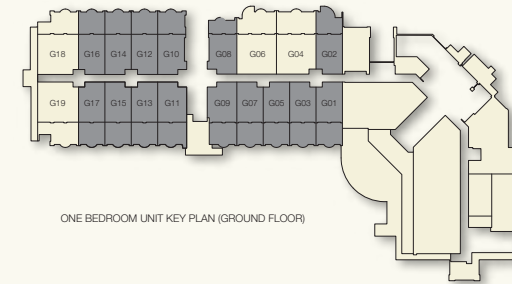 G18 G16 G14 G12 G10 G08 G06 G04 G02
G19 G17 G15 G13 G11 G09 G07 G05 G03 G01
ONE BEDROOM UNIT KEY PLAN (GROUND FLOOR)